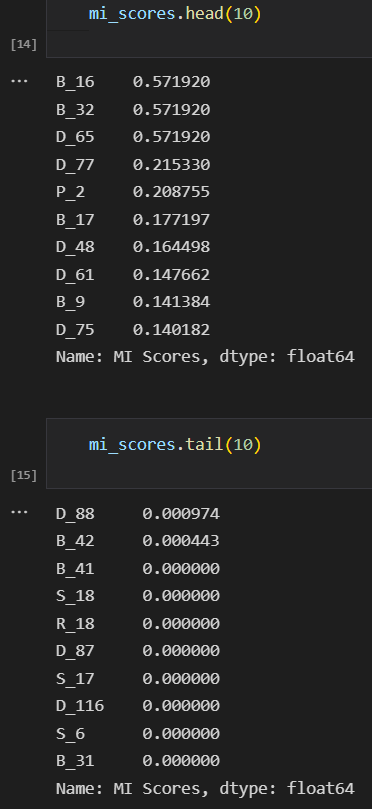 mi_scores.head(10)
[14]
...
B_16 0.571920
B_32 0.571920
D_65 0.571920
D_77 0.215330
P_2 0.208755
B_17 0.177197
D_48 0.164498
D_61 0.147662
B_9 0.141384
D_75 0.140182
Name: MI Scores, dtype: float64
mi_scores.tail(10)
[15]
...
D_88 0.000974
B_42 0.000443
B_41 0.000000
S_18 0.000000
R_18 0.000000
D_87 0.000000
S_17 0.000000
D_116 0.000000
S_6 0.000000
B_31 0.000000
Name: MI Scores, dtype: float64